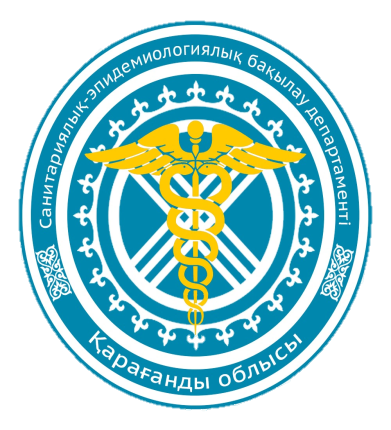 Санитариялық-эпидемиологиялық бақылау департаменті
Қарағанды облысы